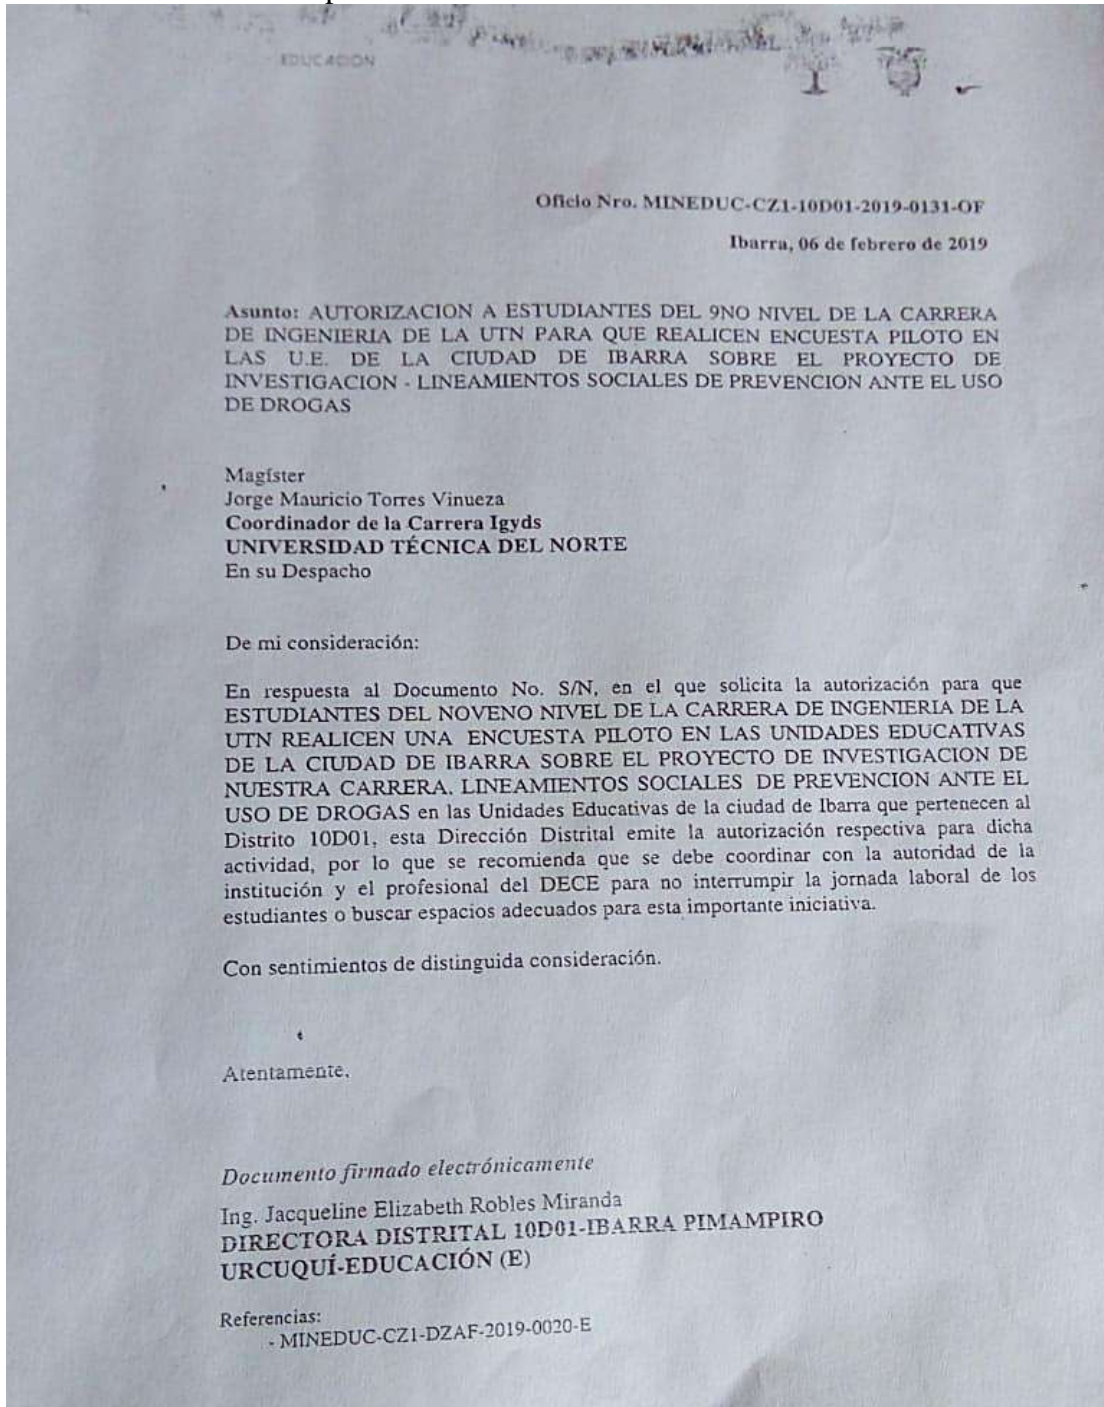 EDUCACIÓN
Oficio Nro. MINEDUC-CZ1-10D01-2019-0131-OF
Ibarra, 06 de febrero de 2019
Asunto: AUTORIZACION A ESTUDIANTES DEL 9NO NIVEL DE LA CARRERA
DE INGENIERIA DE LA UTN PARA QUE REALICEN ENCUESTA PILOTO EN
LAS U.E. DE LA CIUDAD DE IBARRA SOBRE EL PROYECTO DE
INVESTIGACION - LINEAMIENTOS SOCIALES DE PREVENCION ANTE EL USO
DE DROGAS
Magíster
Jorge Mauricio Torres Vinueza
Coordinador de la Carrera Igyds
UNIVERSIDAD TÉCNICA DEL NORTE
En su Despacho
De mi consideración:
En respuesta al Documento No. S/N, en el que solicita la autorización para que
ESTUDIANTES DEL NOVENO NIVEL DE LA CARRERA DE INGENIERIA DE LA
UTN REALICEN UNA ENCUESTA PILOTO EN LAS UNIDADES EDUCATIVAS
DE LA CIUDAD DE IBARRA SOBRE EL PROYECTO DE INVESTIGACION DE
NUESTRA CARRERA. LINEAMIENTOS SOCIALES DE PREVENCION ANTE EL
USO DE DROGAS en las Unidades Educativas de la ciudad de Ibarra que pertenecen al
Distrito 10D01, esta Dirección Distrital emite la autorización respectiva para dicha
actividad, por lo que se recomienda que se debe coordinar con la autoridad de la
institución y el profesional del DECE para no interrumpir la jornada laboral de los
estudiantes o buscar espacios adecuados para esta importante iniciativa.
Con sentimientos de distinguida consideración.
Atentamente,
Documento firmado electrónicamente
Ing. Jacqueline Elizabeth Robles Miranda
DIRECTORA DISTRITAL 10D01-IBARRA PIMAMPIRO
URCUQUÍ-EDUCACIÓN (E)
Referencias:
- MINEDUC-CZ1-DZAF-2019-0020-E